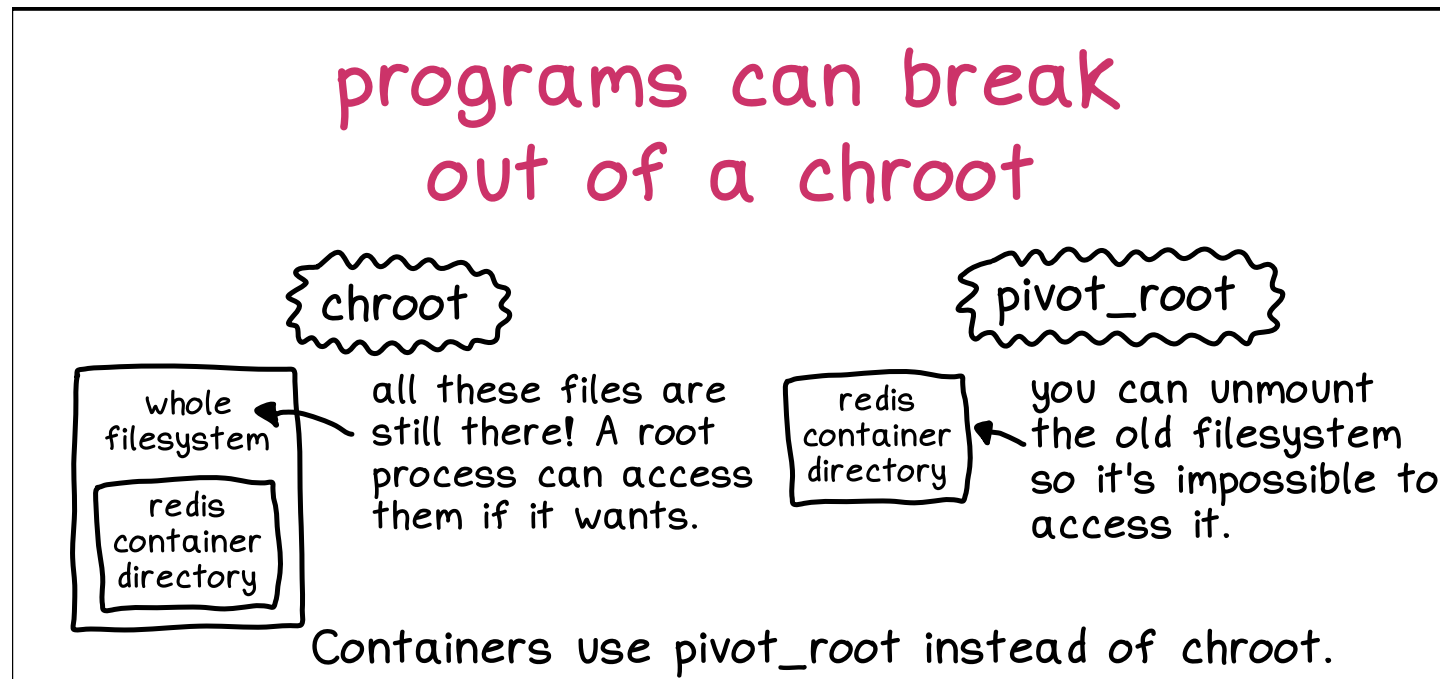 programs can break
out of a chroot
chroot
whole
filesystem
redis
container
directory
all these files are
still there! A root
process can access
them if it wants.
pivot_root
redis
container
directory
you can unmount
the old filesystem
so it's impossible to
access it.
Containers use pivot_root instead of chroot.